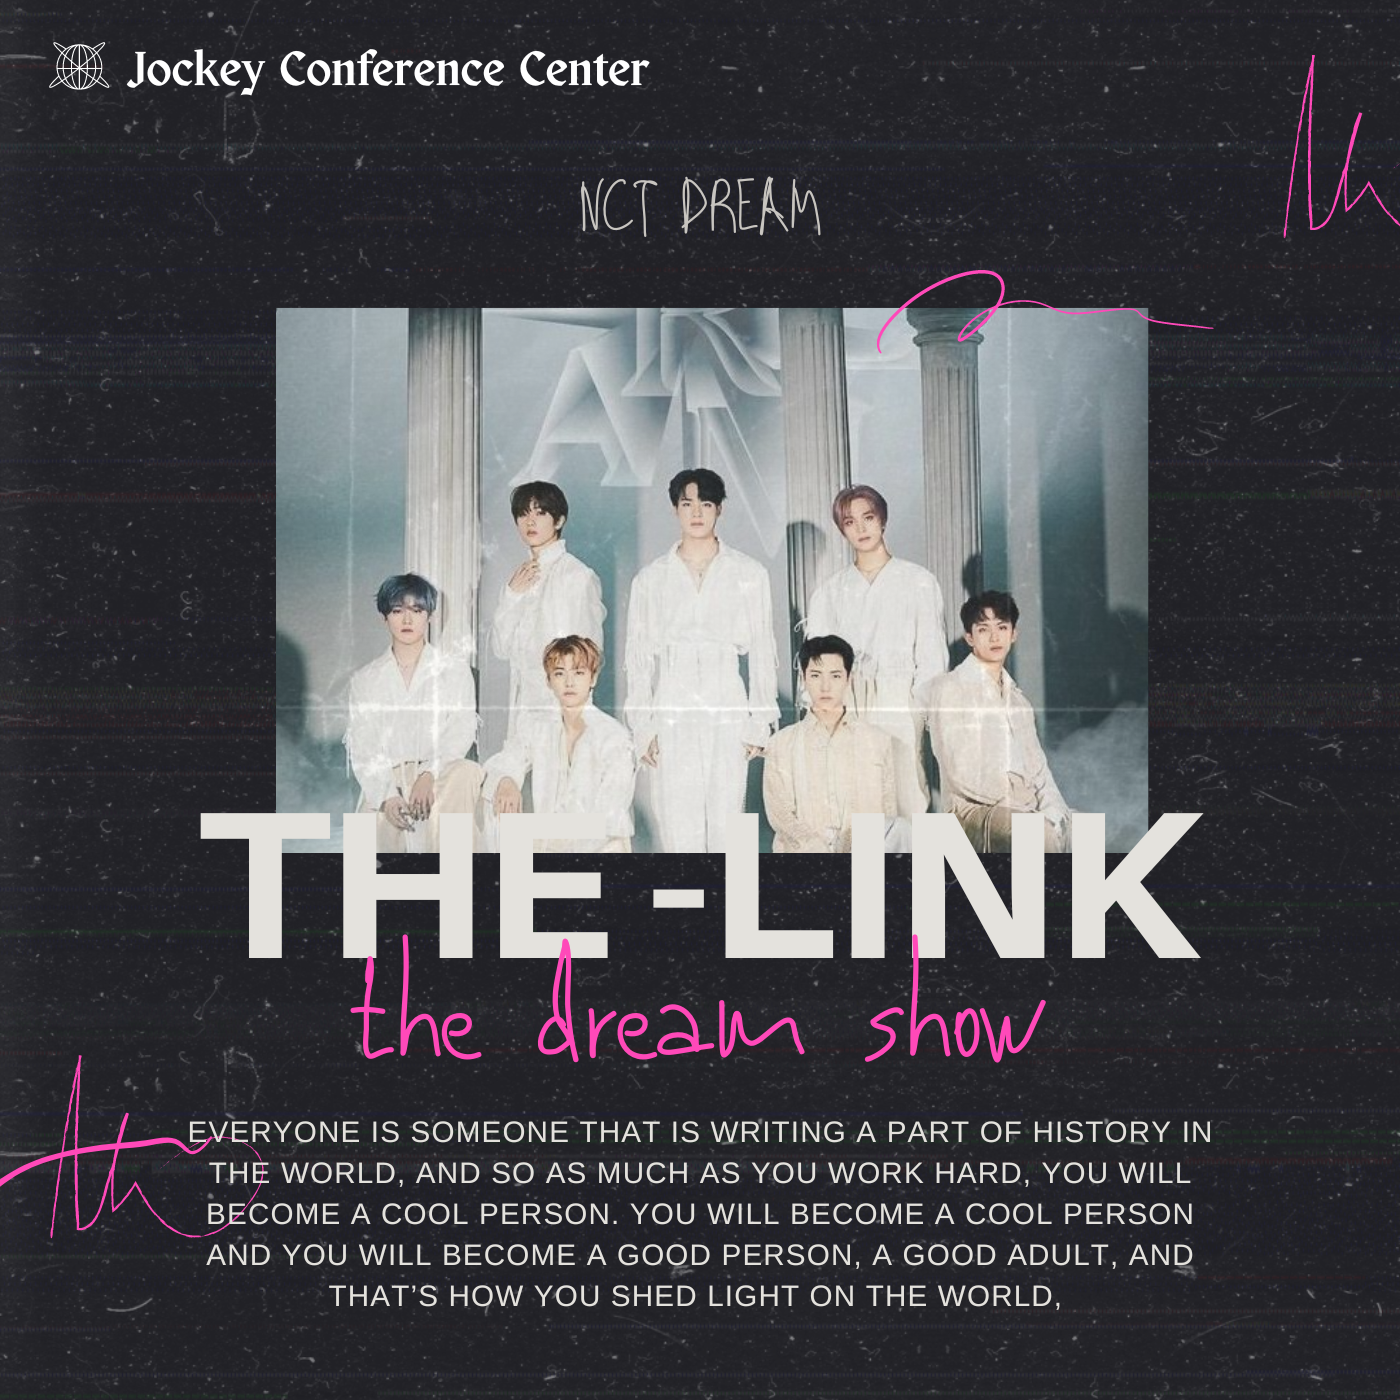 Jockey Conference Center
NCT DREAM
THE -LINK
the dream show
EVERYONE IS SOMEONE THAT IS WRITING A PART OF HISTORY IN
THE WORLD, AND SO AS MUCH AS YOU WORK HARD, YOU WILL
BECOME A COOL PERSON. YOU WILL BECOME A COOL PERSON
AND YOU WILL BECOME A GOOD PERSON, A GOOD ADULT, AND
THAT’S HOW YOU SHED LIGHT ON THE WORLD,